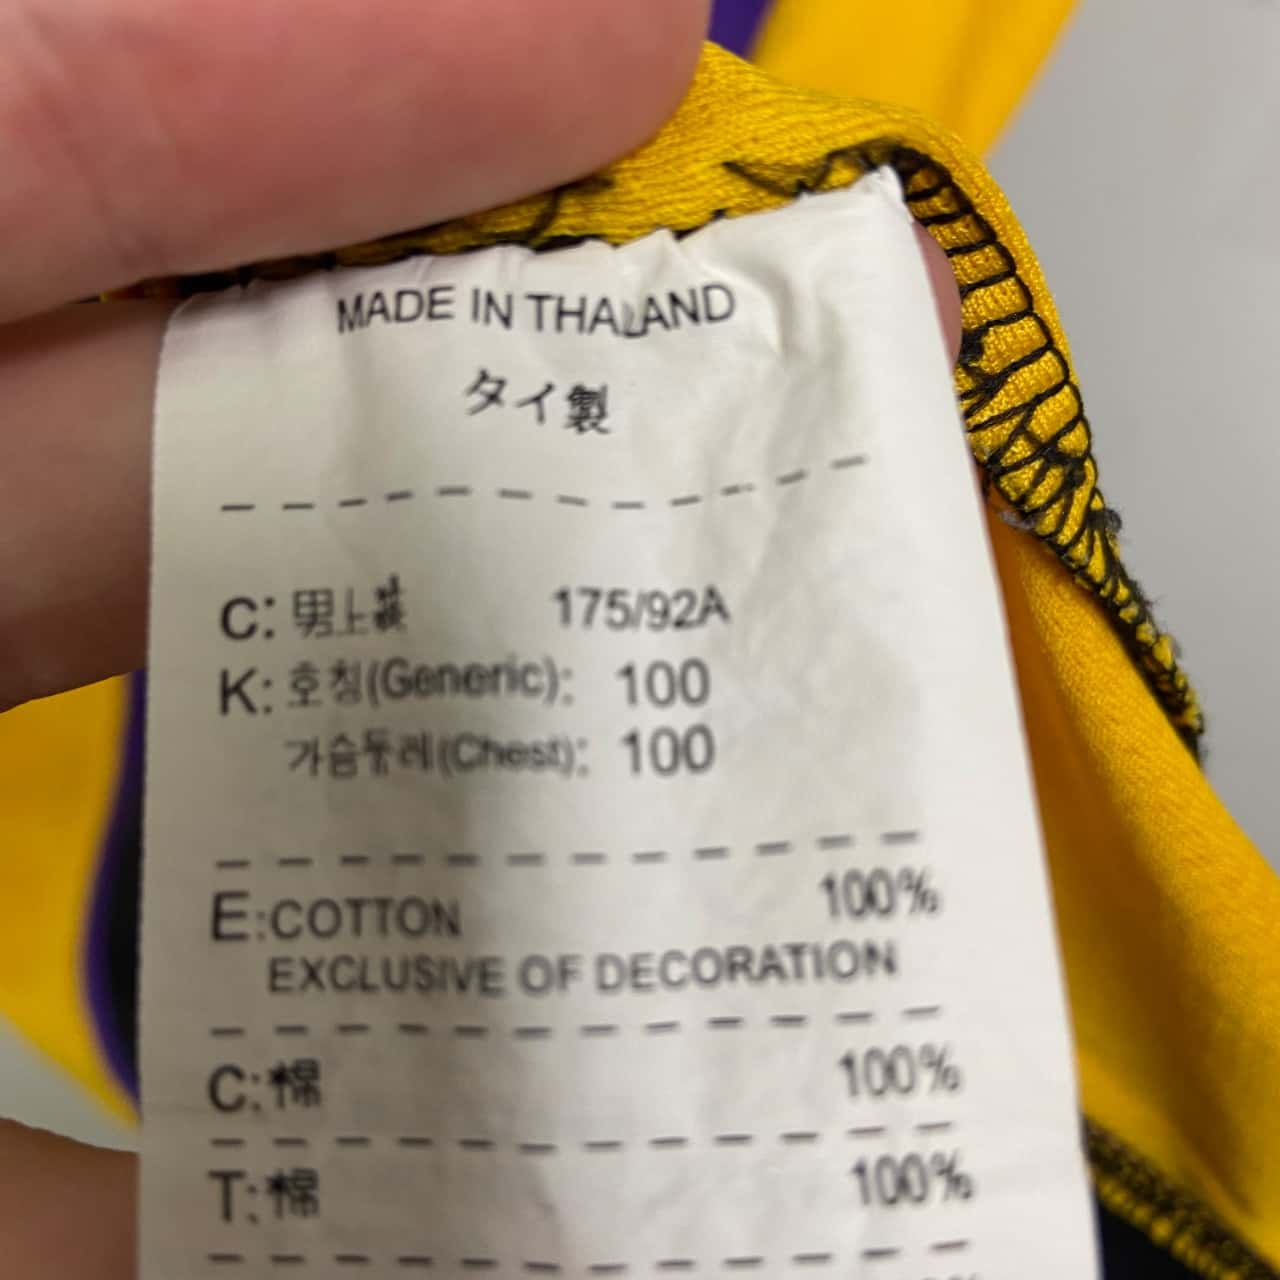 MADE IN THAILAND
タイ製
C: 男上裝 175/92A
K: 호칭(Generic): 100
가슴둘레(Chest): 100
E: COTTON 100%
EXCLUSIVE OF DECORATION
C: 棉 100%
T: 棉 100%